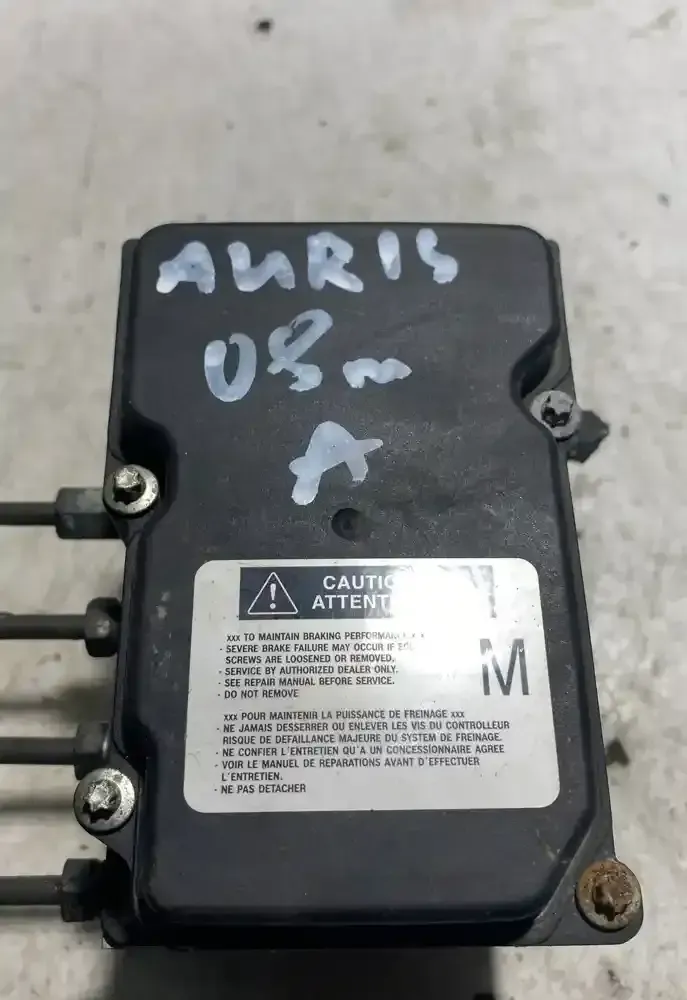 AURIS
08m
A
CAUTIO
ATTENT
xxx TO MAINTAIN BRAKING PERFORMA
- SEVERE BRAKE FAILURE MAY OCCUR IF
SCREWS ARE LOOSENED OR REMOVED,
- SERVICE BY AUTHORIZED DEALER ONLY.
- SEE REPAIR MANUAL BEFORE SERVICE.
- DO NOT REMOVE
M
xxx POUR MAINTENIR LA PUISSANCE DE FREINAGE xxx
- NE JAMAIS DESSERRER OU ENLEVER LES VIS DU CONTROLLEUR
RISQUE DE DEFAILLANCE MAJEURE DU SYSTEM DE FREINAGE.
- NE CONFIER L'ENTRETIEN QU'A UN CONCESSIONNAIRE AGREE
- VOIR LE MANUEL DE REPARATIONS AVANT D'EFFECTUER
L'ENTRETIEN.
- NE PAS DETACHER